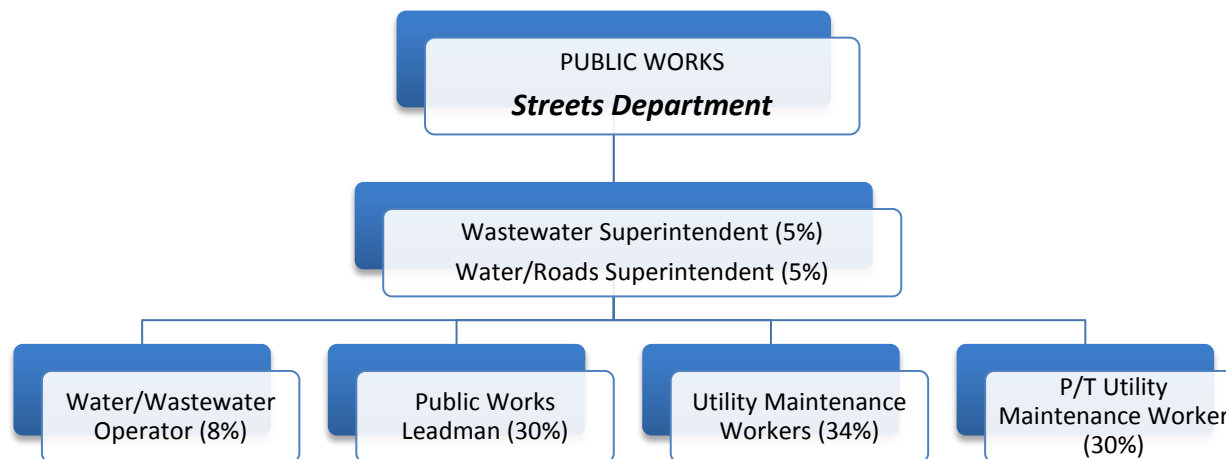 PUBLIC WORKS
Streets Department
Wastewater Superintendent (5%)
Water/Roads Superintendent (5%)
Water/Wastewater
Operator (8%)
Public Works
Leadman (30%)
Utility Maintenance
Workers (34%)
P/T Utility
Maintenance Worker
(30%)